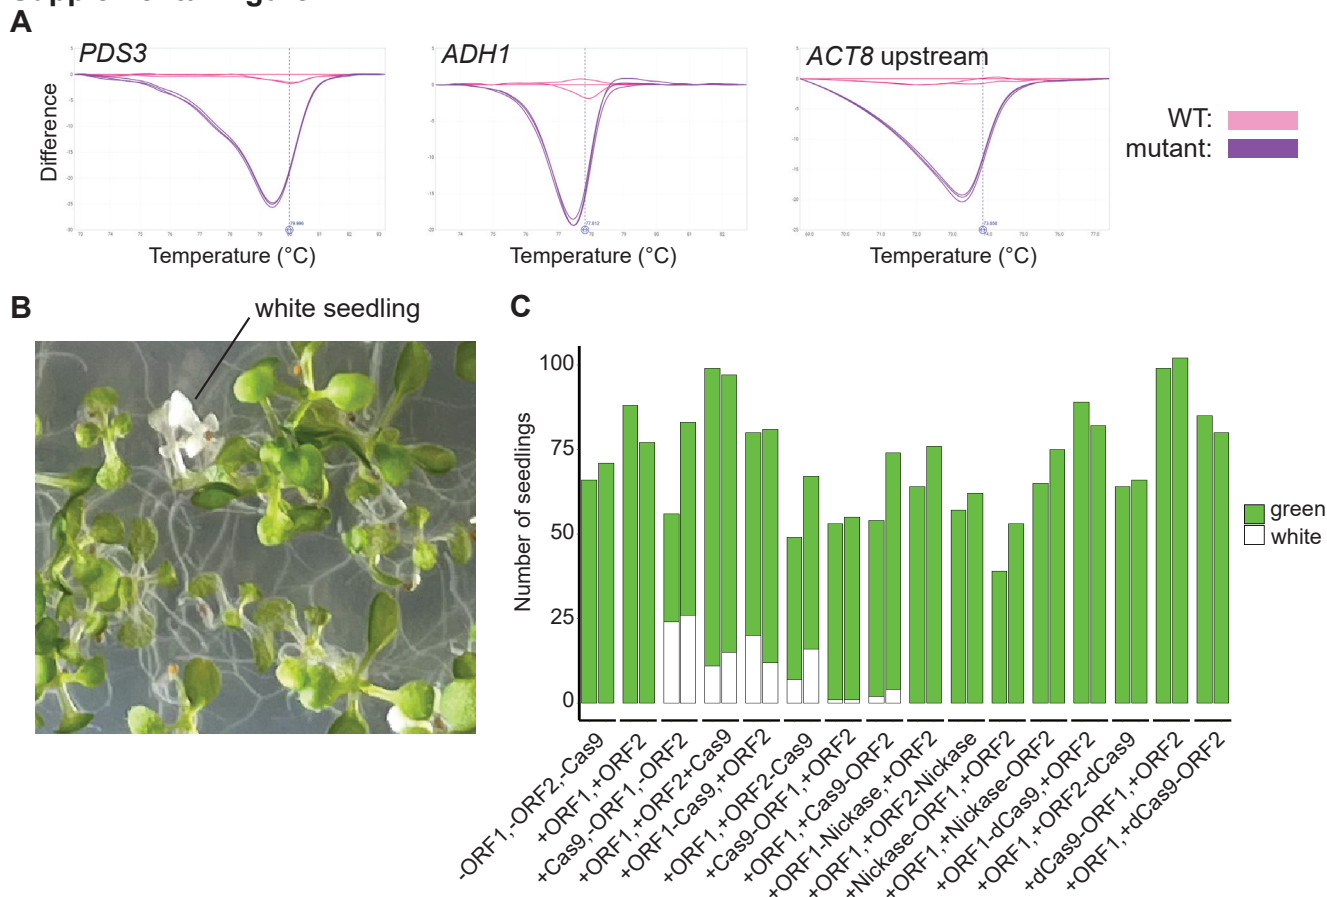 A
PDS3
ADH1
ACT8 upstream
Difference
WT:
mutant:
Temperature (°C)
Temperature (°C)
Temperature (°C)
B
white seedling
C
Number of seedlings
100
75
50
25
0
green
white
-ORF1,-ORF2,-Cas9
+ORF1,+ORF2
+Cas9,-ORF1,-ORF2
+ORF1,+ORF2+Cas9
+ORF1-Cas9,+ORF2
+ORF1,+ORF2-Cas9
+Cas9-ORF1,+ORF2
+ORF1,+Cas9-ORF2
+ORF1-Nickase,+ORF2
+ORF1,+ORF2-Nickase
+Nickase-ORF1,+ORF2
+ORF1,+Nickase-ORF2
+ORF1-dCas9,+ORF2
+ORF1,+ORF2-dCas9
+dCas9-ORF1,+ORF2
+ORF1,+dCas9-ORF2